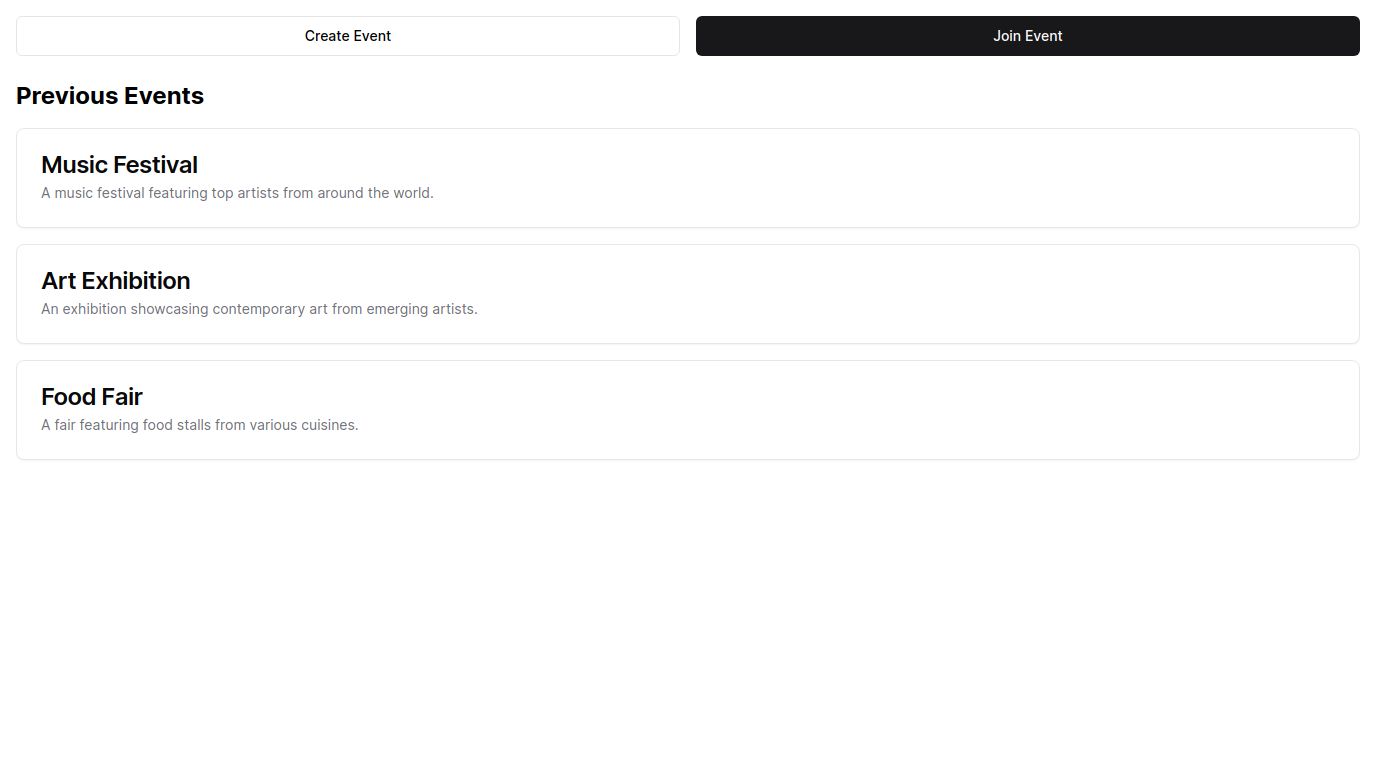 Create Event
Join Event
Previous Events
Music Festival
A music festival featuring top artists from around the world.
Art Exhibition
An exhibition showcasing contemporary art from emerging artists.
Food Fair
A fair featuring food stalls from various cuisines.